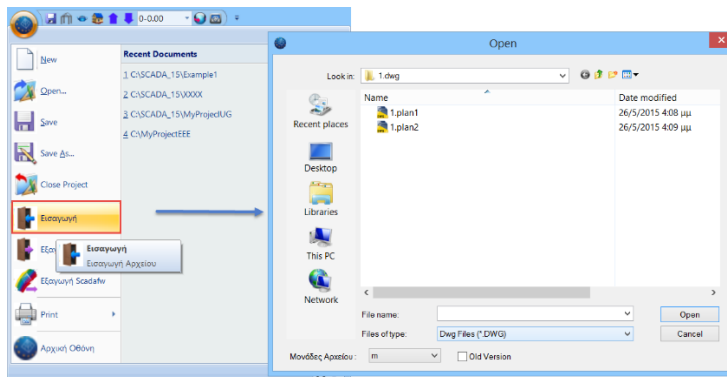 0-0.00
New
Open...
Save
Save As...
Close Project
Εισαγωγή
Εισαγωγή
Εισαγωγή Αρχείου
Εξαγωγή Scadafw
Print
Αρχική Οθόνη
Recent Documents
1 C:\SCADA_15\Example1
2 C:\SCADA_15\XXXX
3 C:\SCADA_15\MyProjedUG
4 C:\MyProjectEEE
Open
Look in: 1.dwg
Name Date modified
1.plan1 26/5/2015 4:08 μμ
1.plan2 26/5/2015 4:09 μμ
Recent places
Desktop
Libraries
This PC
Network
File name: Open
Files of type: Dwg Files (*.DWG) Cancel
Μονάδες Αρχείου : m Old Version